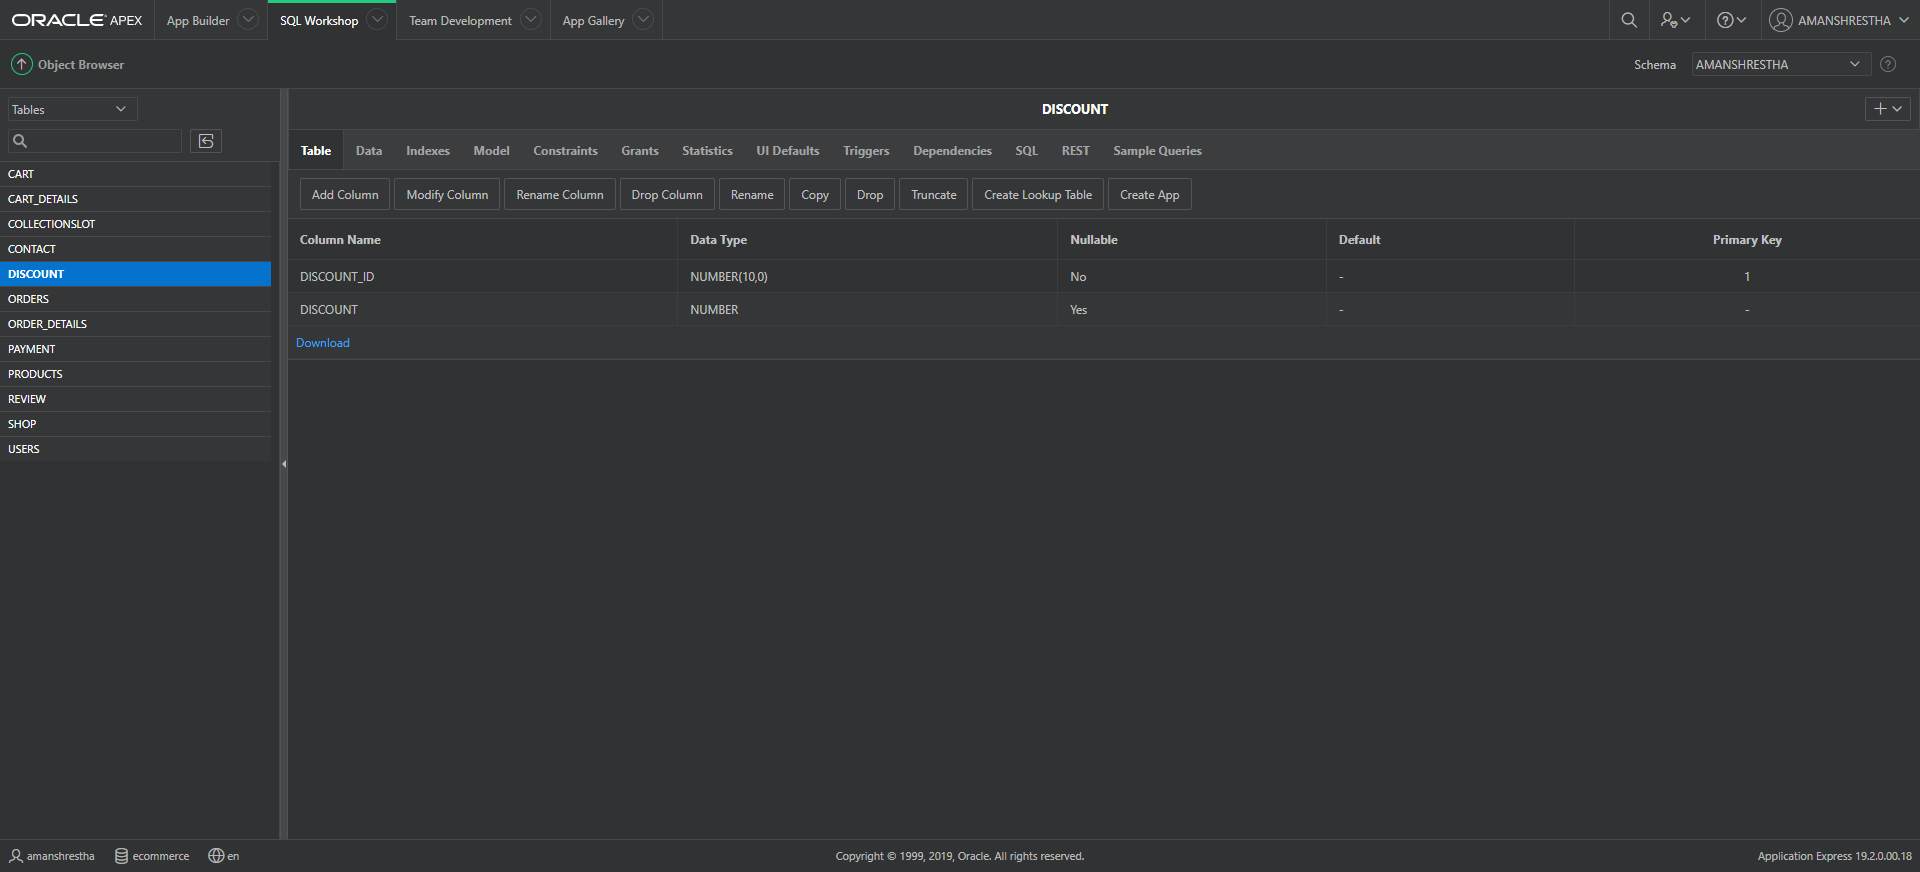 ORACLE APEX App Builder SQL Workshop Team Development App Gallery AMANSHRESTHA
Object Browser Schema AMANSHRESTHA
Tables
DISCOUNT
Table Data Indexes Model Constraints Grants Statistics UI Defaults Triggers Dependencies SQL REST Sample Queries
Add Column Modify Column Rename Column Drop Column Rename Copy Drop Truncate Create Lookup Table Create App
CART
CART_DETAILS
COLLECTIONSLOT
CONTACT
DISCOUNT
ORDERS
ORDER_DETAILS
PAYMENT
PRODUCTS
REVIEW
SHOP
USERS
Column Name Data Type Nullable Default Primary Key
DISCOUNT_ID NUMBER(10,0) No - 1
DISCOUNT NUMBER Yes - -
Download
amanshrestha ecommerce en Copyright © 1999, 2019, Oracle. All rights reserved. Application Express 19.2.0.00.18